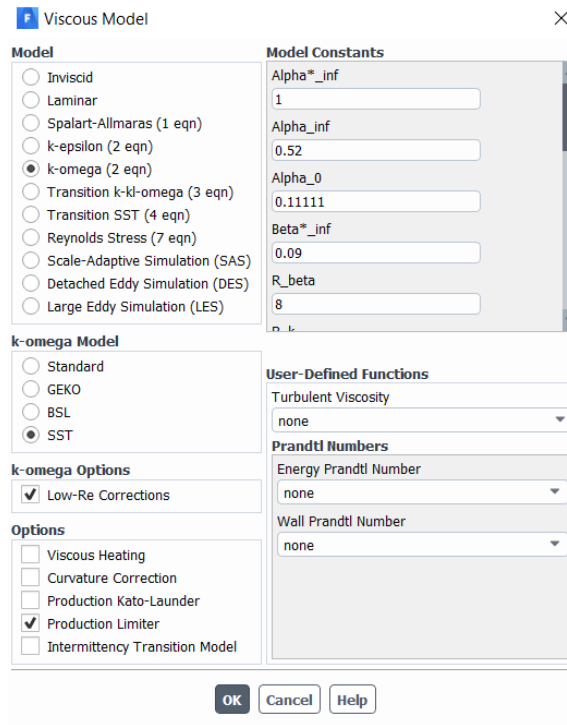 F Viscous Model
Model
Inviscid
Laminar
Spalart-Allmaras (1 eqn)
k-epsilon (2 eqn)
k-omega (2 eqn)
Transition k-kl-omega (3 eqn)
Transition SST (4 eqn)
Reynolds Stress (7 eqn)
Scale-Adaptive Simulation (SAS)
Detached Eddy Simulation (DES)
Large Eddy Simulation (LES)
k-omega Model
Standard
GEKO
BSL
SST
k-omega Options
Low-Re Corrections
Options
Viscous Heating
Curvature Correction
Production Kato-Launder
Production Limiter
Intermittency Transition Model
Model Constants
Alpha*_inf
1
Alpha_inf
0.52
Alpha_0
0.11111
Beta*_inf
0.09
R_beta
8
User-Defined Functions
Turbulent Viscosity
none
Prandtl Numbers
Energy Prandtl Number
none
Wall Prandtl Number
none
OK Cancel Help